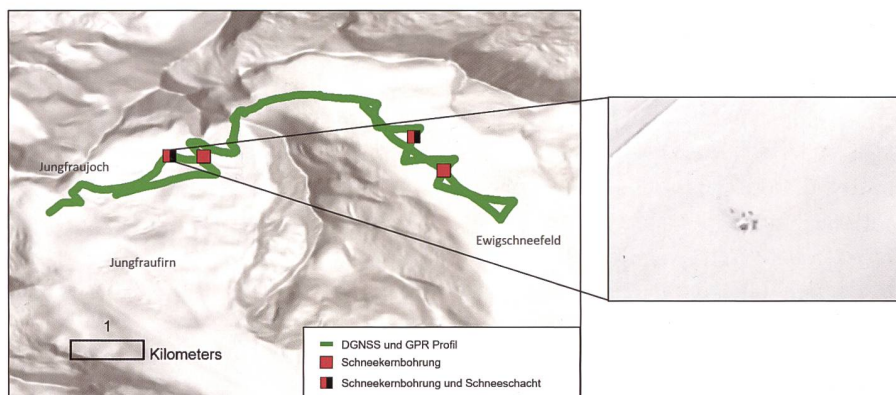 Jungfraujoch
Jungfraufirn
Ewigschneefeld
1
Kilometers
DGNSS und GPR Profil
Schneekernbohrung
Schneekernbohrung und Schneeschacht